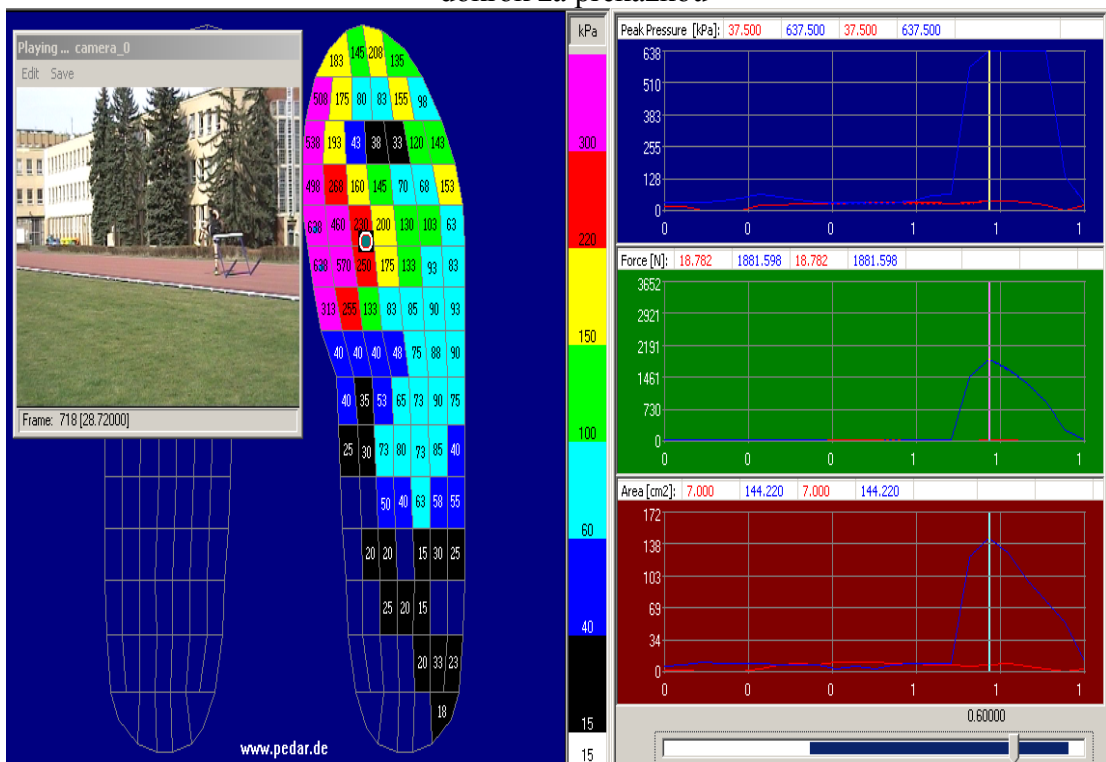 dokrok za překážkou
Playing ... camera_0
Edit Save
Frame: 718 [28.72000]
183 145 208 135
508 175 80 83 155 98
538 193 43 38 33 120 143
498 268 160 145 70 68 153
638 460 230 200 130 103 63
638 570 250 175 133 93 83
313 255 133 83 85 90 93
40 40 40 48 75 88 90
40 35 53 65 73 90 75
25 30 73 80 73 85 40
50 40 63 58 55
20 20 15 30 25
25 20 15
20 33 23
18
www.pedar.de
kPa
300
220
150
100
60
40
15
15
Peak Pressure [kPa]: 37.500 637.500 37.500 637.500
638
510
383
255
128
0
0 0 0 1 1 1
Force [N]: 18.782 1881.598 18.782 1881.598
3652
2921
2191
1461
730
0
0 0 0 1 1 1
Area [cm2]: 7.000 144.220 7.000 144.220
172
138
103
69
34
0
0 0 0 1 1 1
0.60000